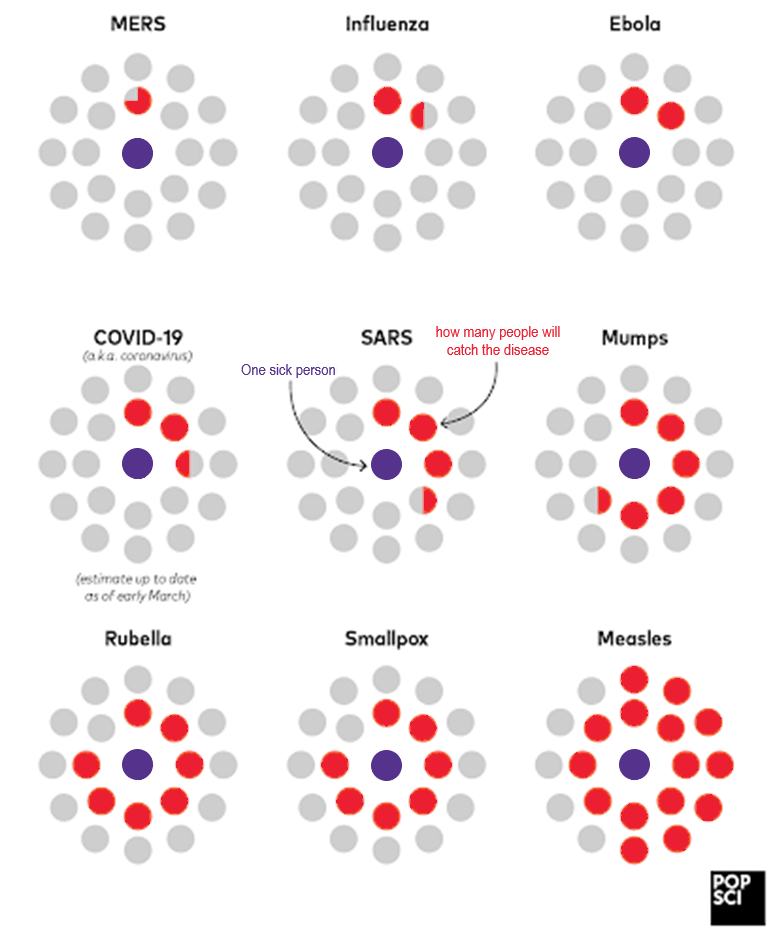 MERS
Influenza
Ebola
COVID-19
(a.k.a. coronavirus)
SARS
how many people will
catch the disease
Mumps
One sick person
(estimate up to date
as of early March)
Rubella
Smallpox
Measles
POP
SCI